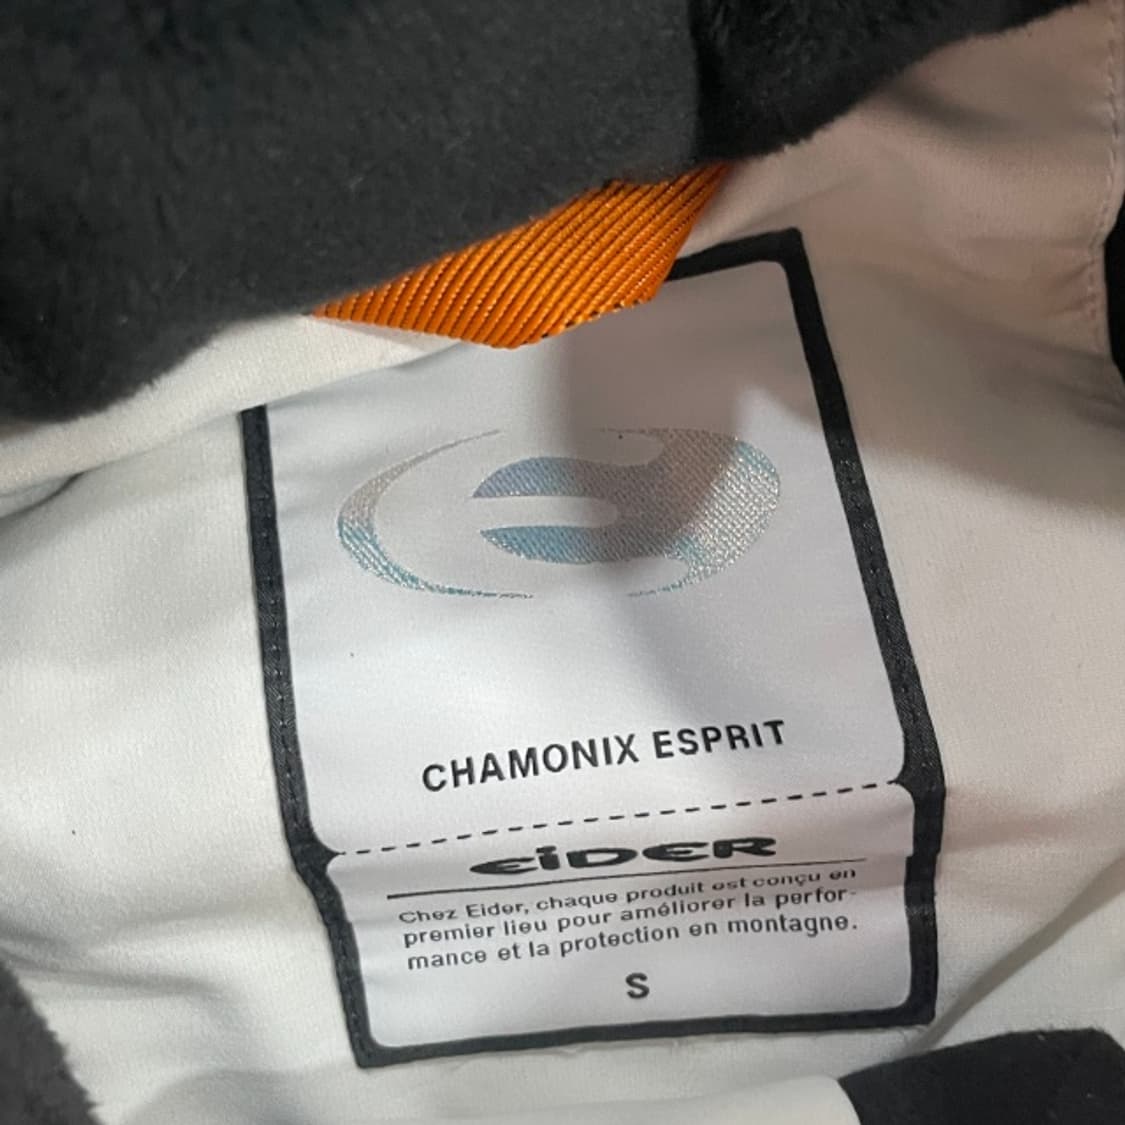 CHAMONIX ESPRIT
EiDER
Chez Eider, chaque produit est conçu en
premier lieu pour améliorer la perfor-
mance et la protection en montagne.
S